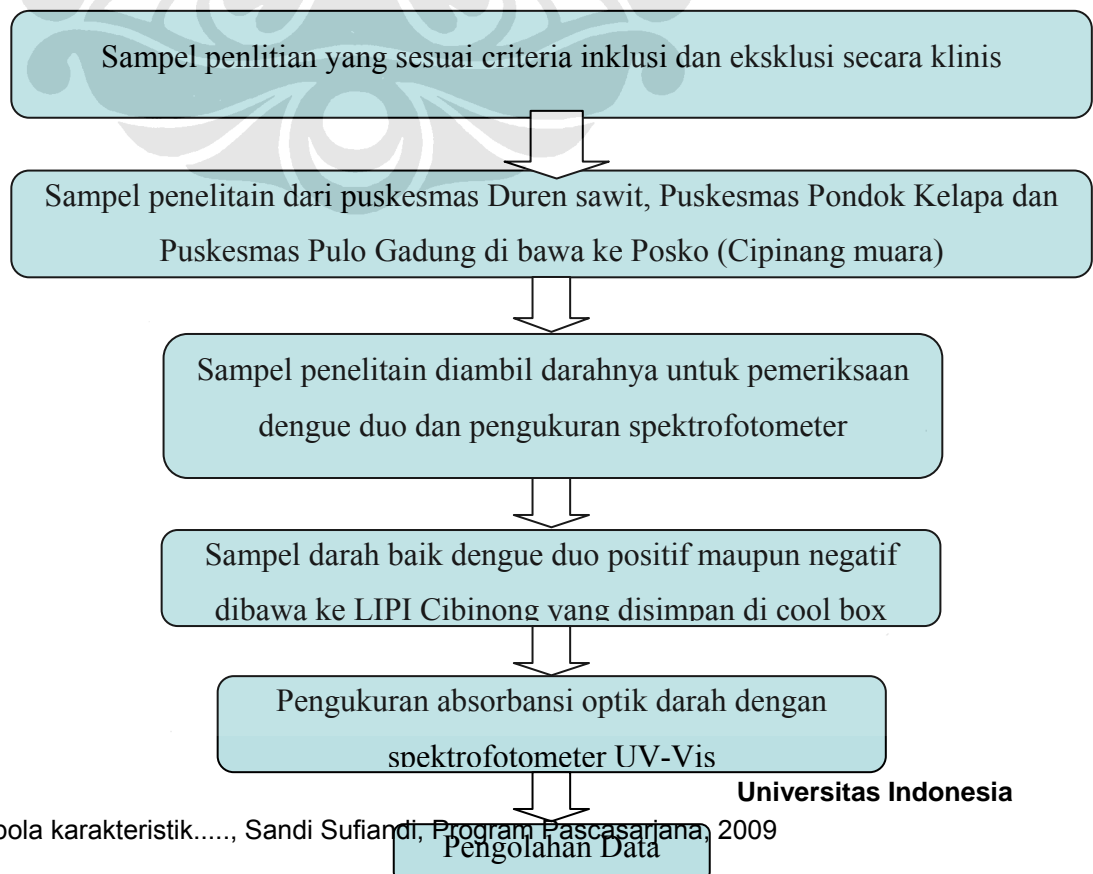 Sampel penlitian yang sesuai criteria inklusi dan eksklusi secara klinis
Sampel penelitain dari puskesmas Duren sawit, Puskesmas Pondok Kelapa dan
Puskesmas Pulo Gadung di bawa ke Posko (Cipinang muara)
Sampel penelitain diambil darahnya untuk pemeriksaan
dengue duo dan pengukuran spektrofotometer
Sampel darah baik dengue duo positif maupun negatif
dibawa ke LIPI Cibinong yang disimpan di cool box
Pengukuran absorbansi optik darah dengan
spektrofotometer UV-Vis
Universitas Indonesia
pola karakteristik....., Sandi Sufiandi, Program Pascasarjana, 2009
Pengolahan Data